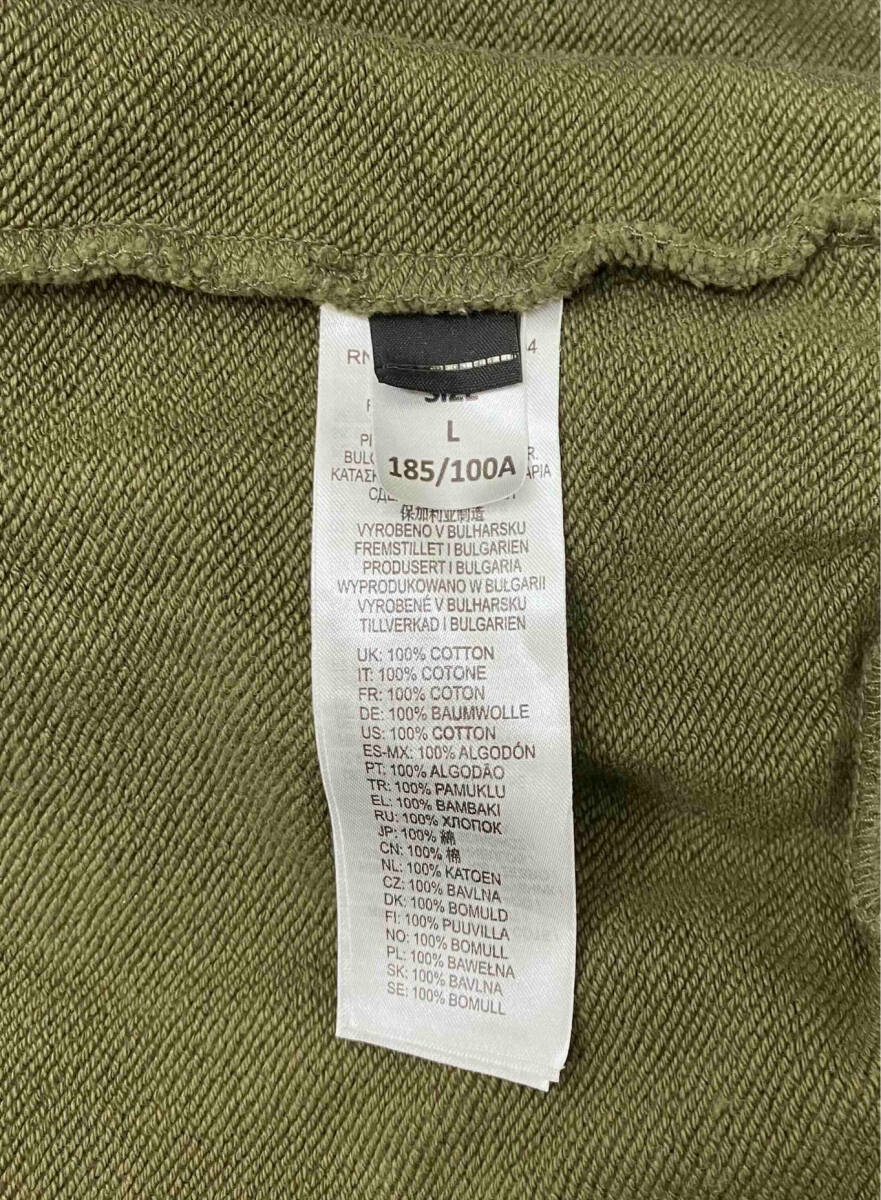 SIZE
L
185/100A
保加利亚制造
VYROBENO V BULHARSKU
FREMSTILLET I BULGARIEN
PRODUSERT I BULGARIA
WYPRODUKOWANO W BULGARII
VYROBENÉ V BULHARSKU
TILLVERKAD I BULGARIEN
UK: 100% COTTON
IT: 100% COTONE
FR: 100% COTON
DE: 100% BAUMWOLLE
US: 100% COTTON
ES-MX: 100% ALGODÓN
PT: 100% ALGODÃO
TR: 100% PAMUKLU
EL: 100% BAMBAKI
RU: 100% ХЛОПОК
JP: 100% 綿
CN: 100% 棉
NL: 100% KATOEN
CZ: 100% BAVLNA
DK: 100% BOMULD
FI: 100% PUUVILLA
NO: 100% BOMULL
PL: 100% BAWEŁNA
SK: 100% BAVLNA
SE: 100% BOMULL